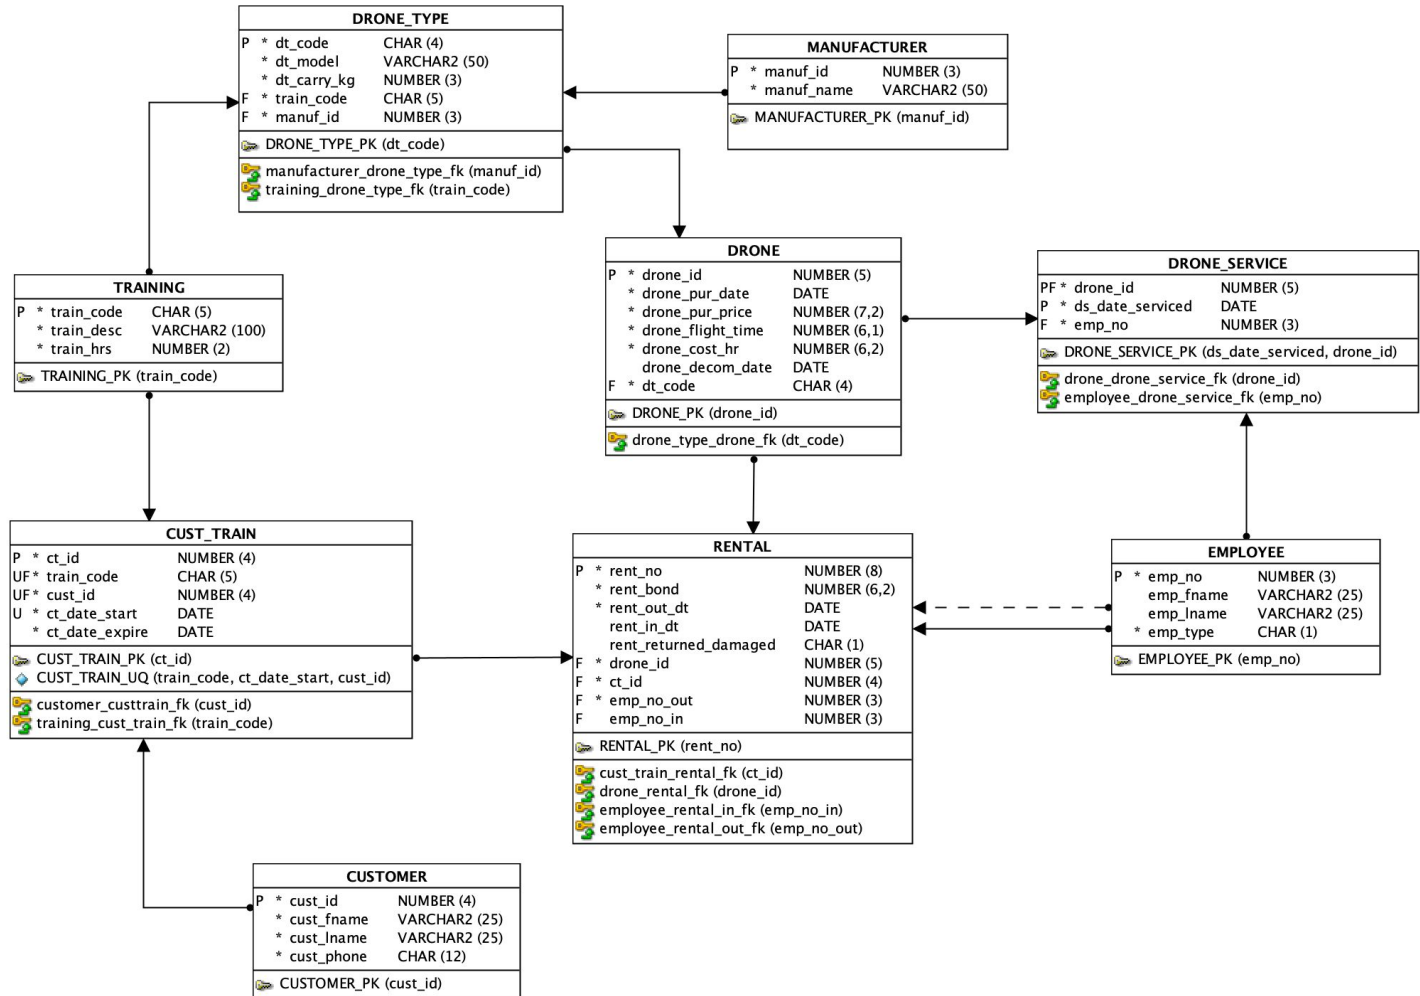 DRONE_TYPE
P * dt_code CHAR (4)
* dt_model VARCHAR2 (50)
* dt_carry_kg NUMBER (3)
F * train_code CHAR (5)
F * manuf_id NUMBER (3)
DRONE_TYPE_PK (dt_code)
manufacturer_drone_type_fk (manuf_id)
training_drone_type_fk (train_code)
MANUFACTURER
P * manuf_id NUMBER (3)
* manuf_name VARCHAR2 (50)
MANUFACTURER_PK (manuf_id)
TRAINING
P * train_code CHAR (5)
* train_desc VARCHAR2 (100)
* train_hrs NUMBER (2)
TRAINING_PK (train_code)
DRONE
P * drone_id NUMBER (5)
* drone_pur_date DATE
* drone_pur_price NUMBER (7,2)
* drone_flight_time NUMBER (6,1)
* drone_cost_hr NUMBER (6,2)
drone_decom_date DATE
F * dt_code CHAR (4)
DRONE_PK (drone_id)
drone_type_drone_fk (dt_code)
DRONE_SERVICE
PF * drone_id NUMBER (5)
P * ds_date_serviced DATE
F * emp_no NUMBER (3)
DRONE_SERVICE_PK (ds_date_serviced, drone_id)
drone_drone_service_fk (drone_id)
employee_drone_service_fk (emp_no)
CUST_TRAIN
P * ct_id NUMBER (4)
UF * train_code CHAR (5)
UF * cust_id NUMBER (4)
U * ct_date_start DATE
* ct_date_expire DATE
CUST_TRAIN_PK (ct_id)
CUST_TRAIN_UQ (train_code, ct_date_start, cust_id)
customer_custtrain_fk (cust_id)
training_cust_train_fk (train_code)
RENTAL
P * rent_no NUMBER (8)
* rent_bond NUMBER (6,2)
* rent_out_dt DATE
rent_in_dt DATE
rent_returned_damaged CHAR (1)
F * drone_id NUMBER (5)
F * ct_id NUMBER (4)
F * emp_no_out NUMBER (3)
F emp_no_in NUMBER (3)
RENTAL_PK (rent_no)
cust_train_rental_fk (ct_id)
drone_rental_fk (drone_id)
employee_rental_in_fk (emp_no_in)
employee_rental_out_fk (emp_no_out)
EMPLOYEE
P * emp_no NUMBER (3)
emp_fname VARCHAR2 (25)
emp_lname VARCHAR2 (25)
* emp_type CHAR (1)
EMPLOYEE_PK (emp_no)
CUSTOMER
P * cust_id NUMBER (4)
* cust_fname VARCHAR2 (25)
* cust_lname VARCHAR2 (25)
* cust_phone CHAR (12)
CUSTOMER_PK (cust_id)